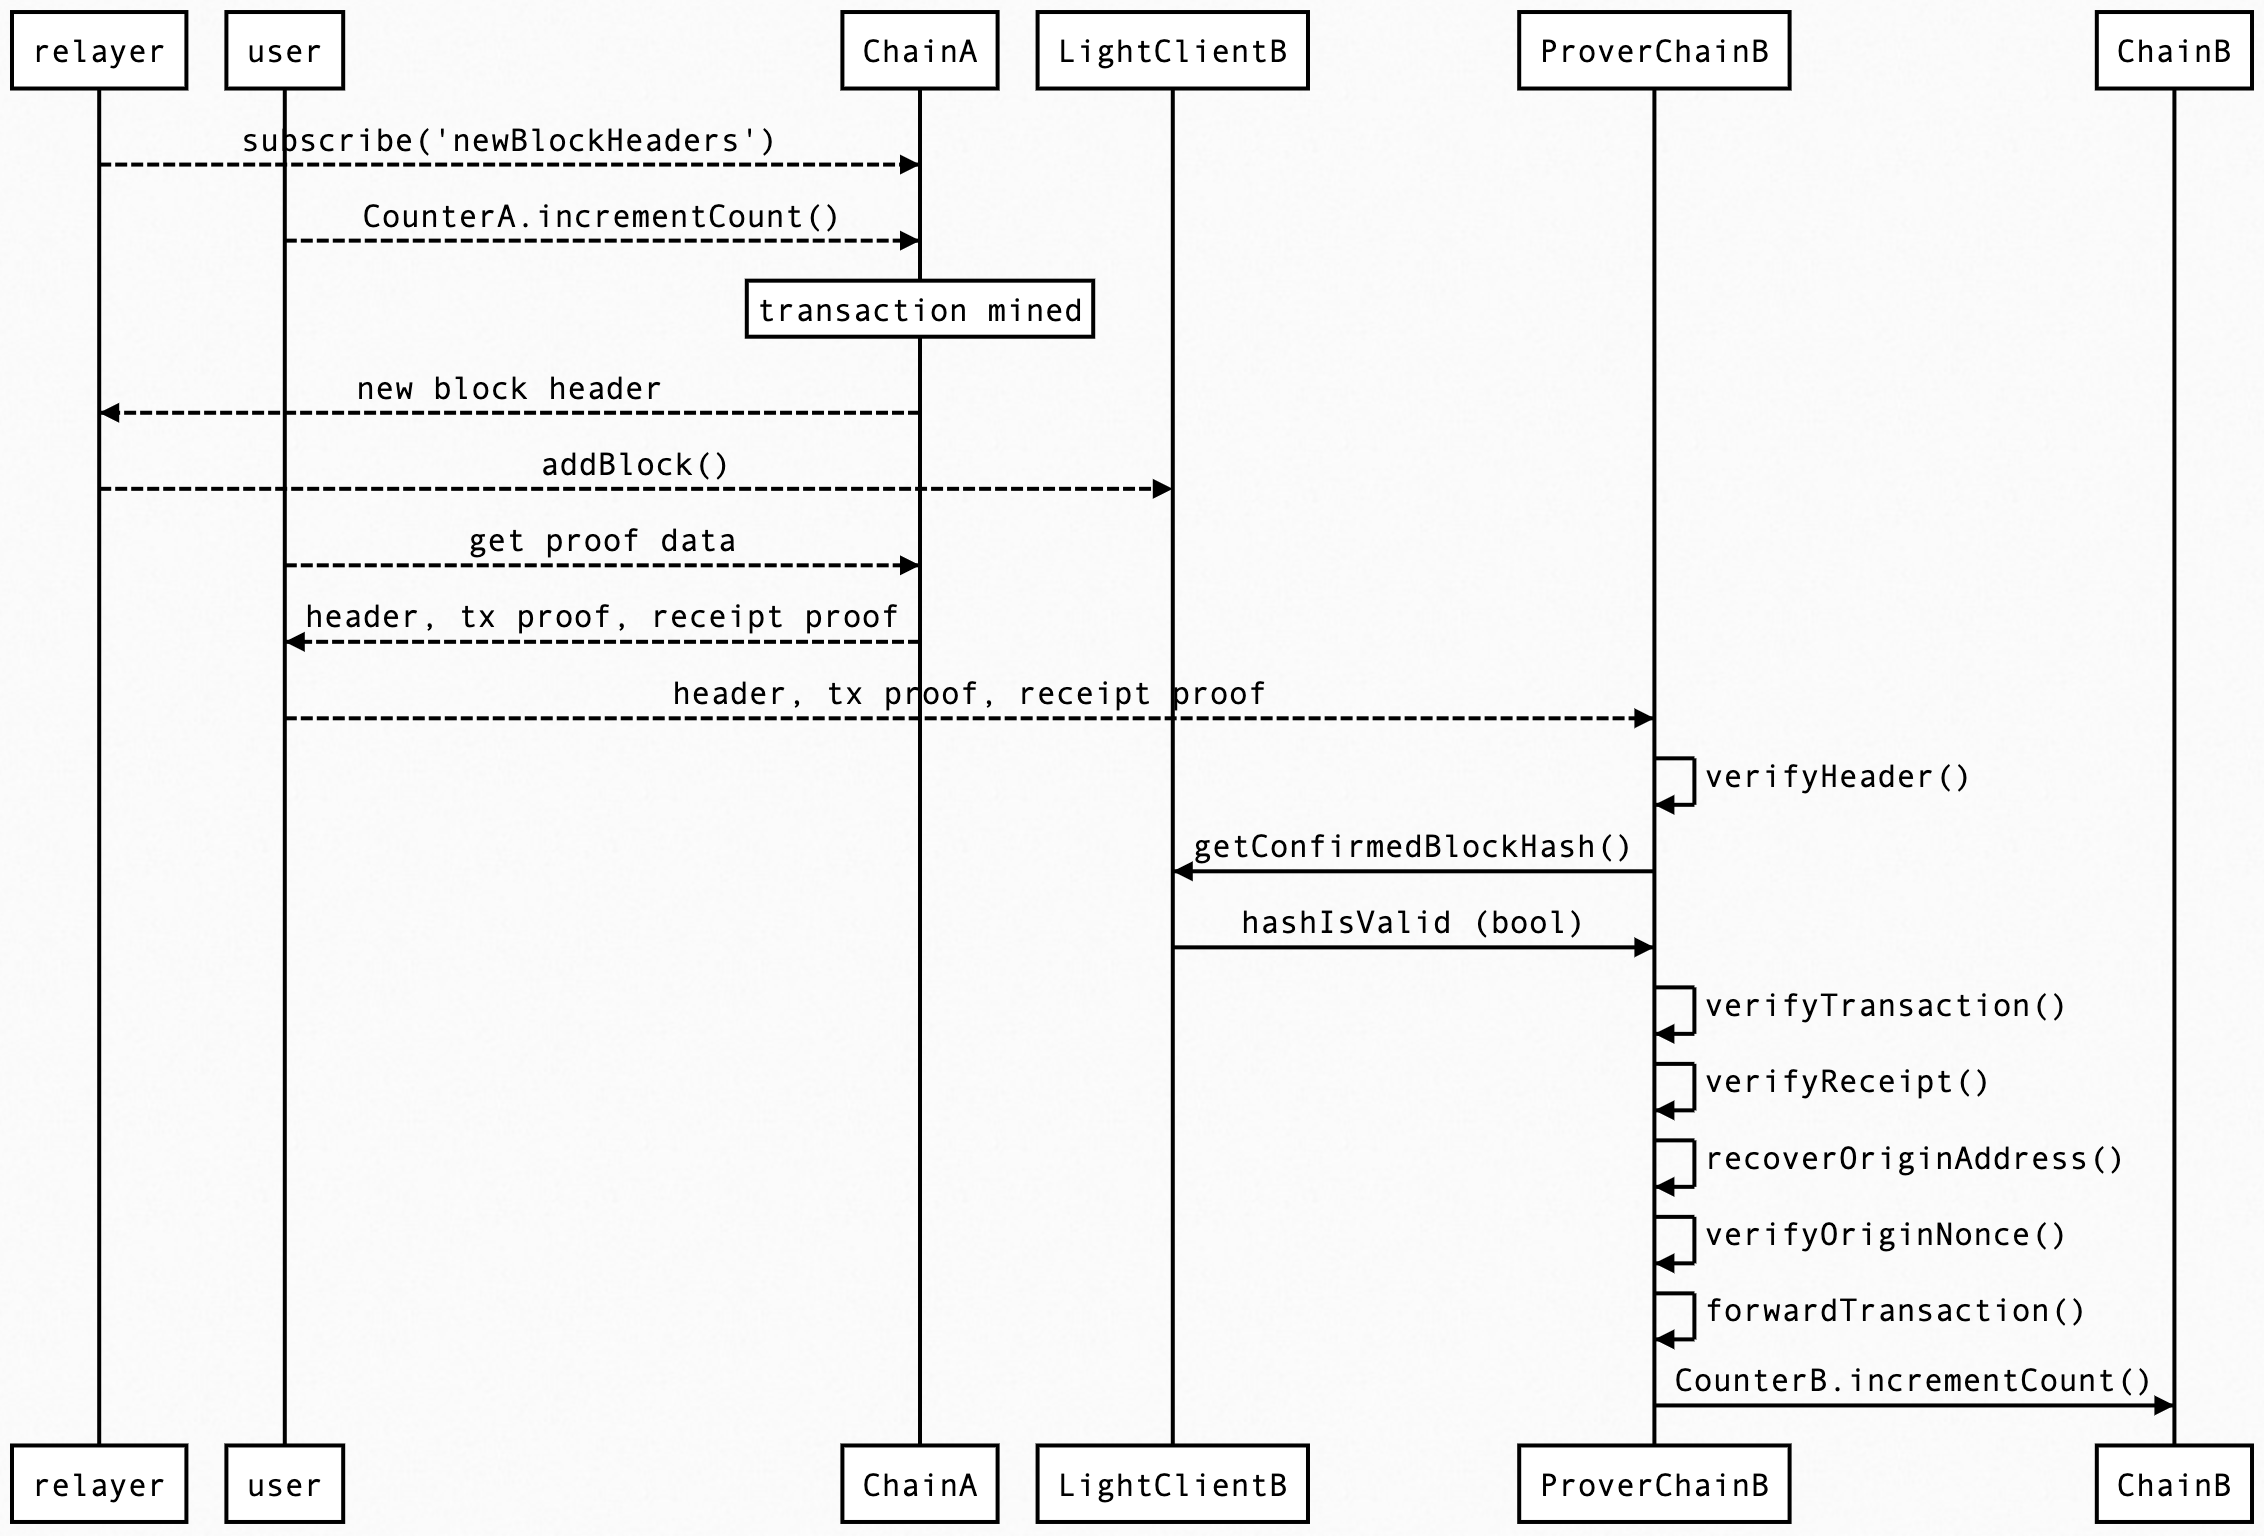 relayer
user
ChainA
LightClientB
ProverChainB
ChainB
subscribe('newBlockHeaders')
CounterA.incrementCount()
transaction mined
new block header
addBlock()
get proof data
header, tx proof, receipt proof
header, tx proof, receipt proof
verifyHeader()
getConfirmedBlockHash()
hashIsValid (bool)
verifyTransaction()
verifyReceipt()
recoverOriginAddress()
verifyOriginNonce()
forwardTransaction()
CounterB.incrementCount()
relayer
user
ChainA
LightClientB
ProverChainB
ChainB